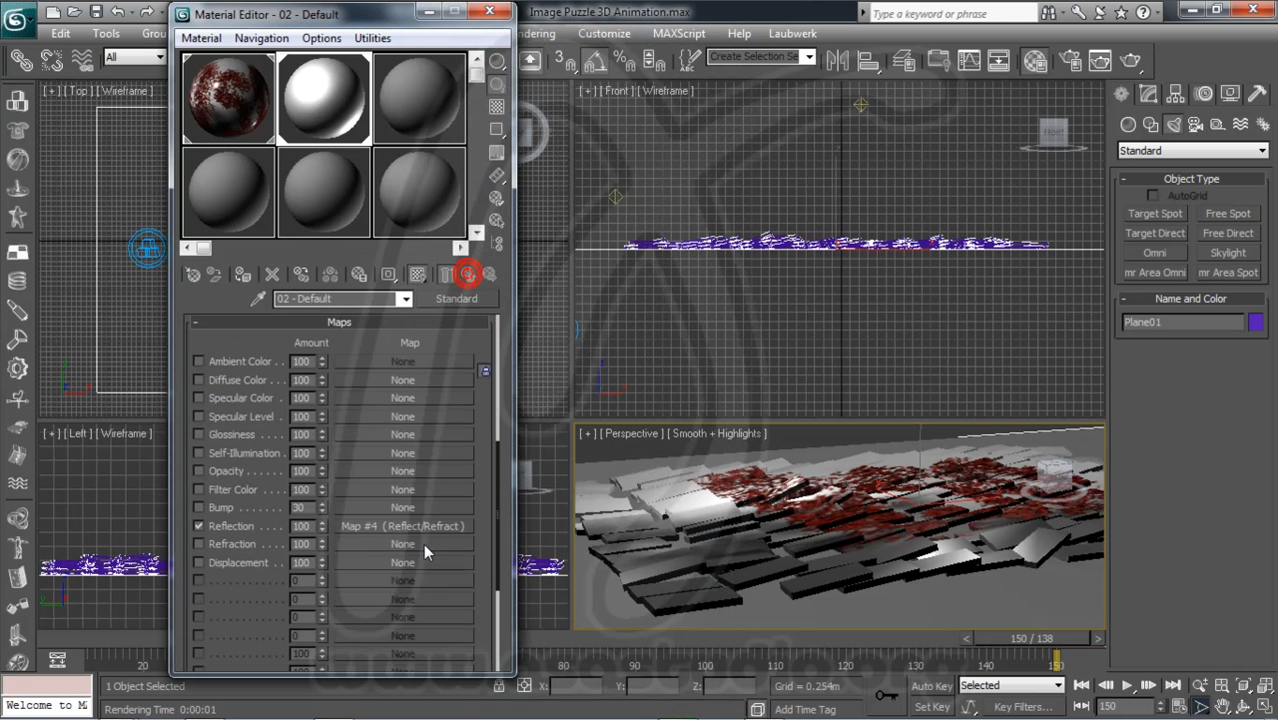 Material Editor - 02 - Default
Image Puzzle 3D Animation.max
Type a keyword or phrase
Material Navigation Options Utilities
Edit Tools Grou
ndering Customize MAXScript Help Laubwerk
All
3
Create Selection Se
[ + ] [ Top ] [ Wireframe ]
[ + ] [ Front ] [ Wireframe ]
FRONT
Standard
Object Type
AutoGrid
Target Spot Free Spot
Target Direct Free Direct
Omni Skylight
mr Area Omni mr Area Spot
Name and Color
Plane01
02 - Default
Standard
Maps
Amount Map
Ambient Color . . 100 None
Diffuse Color . . . 100 None
Specular Color . 100 None
Specular Level . 100 None
Glossiness . . . . 100 None
Self-Illumination . 100 None
Opacity . . . . . . 100 None
Filter Color . . . 100 None
Bump . . . . . . . 30 None
Reflection . . . . 100 Map #4 ( Reflect/Refract )
Refraction . . . . 100 None
Displacement . . 100 None
0 None
0 None
0 None
0 None
100 None
[ + ] [ Left ] [ Wireframe ]
[ + ] [ Perspective ] [ Smooth + Highlights ]
150 / 138
20 80 90 100 110 120 130 140 150
1 Object Selected
X: Y: Z: Grid = 0.254m
Auto Key Selected
Welcome to M
Rendering Time 0:00:01
Add Time Tag
Set Key Key Filters...
150